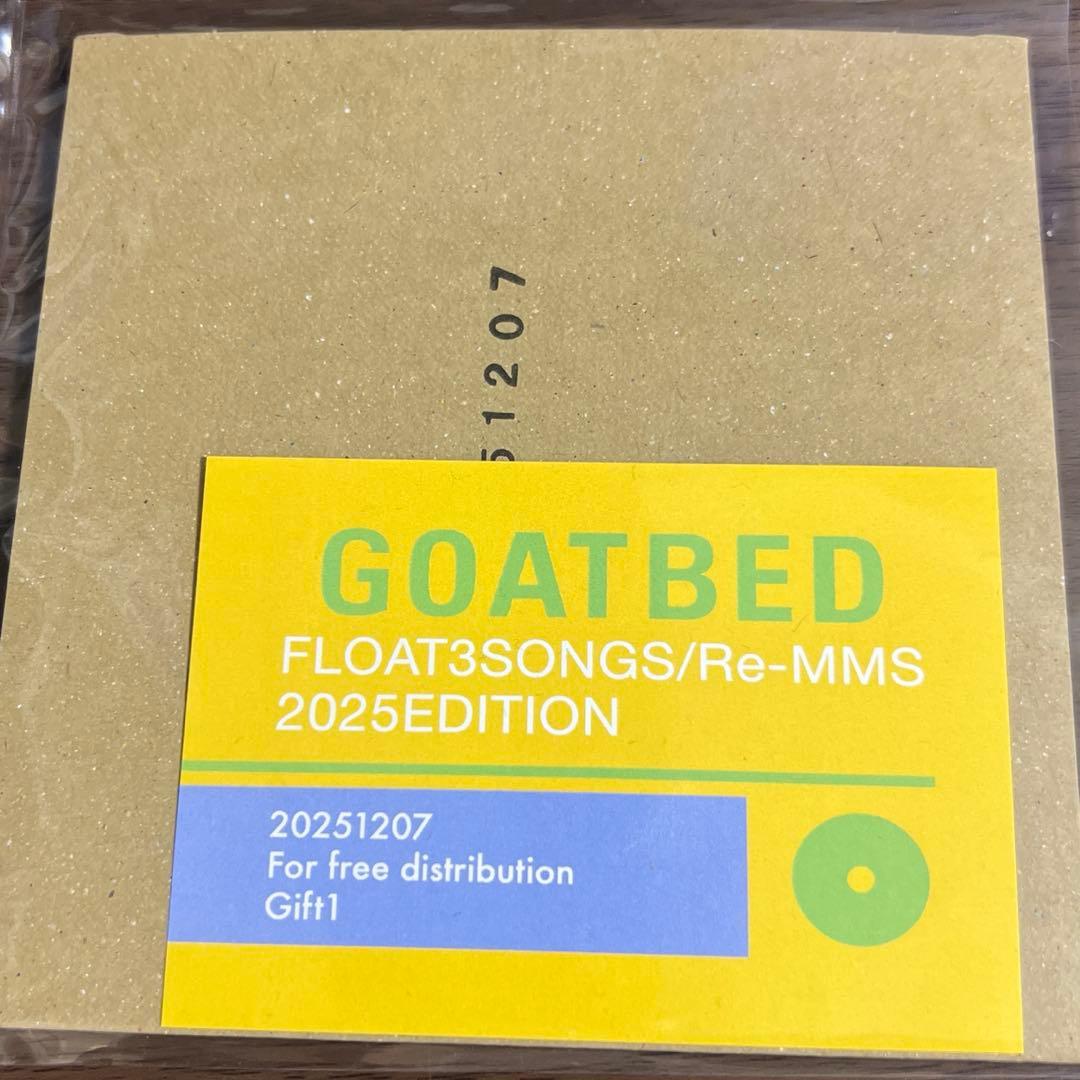 51207
GOATBED
FLOAT3SONGS/Re-MMS
2025EDITION
20251207
For free distribution
Gift1